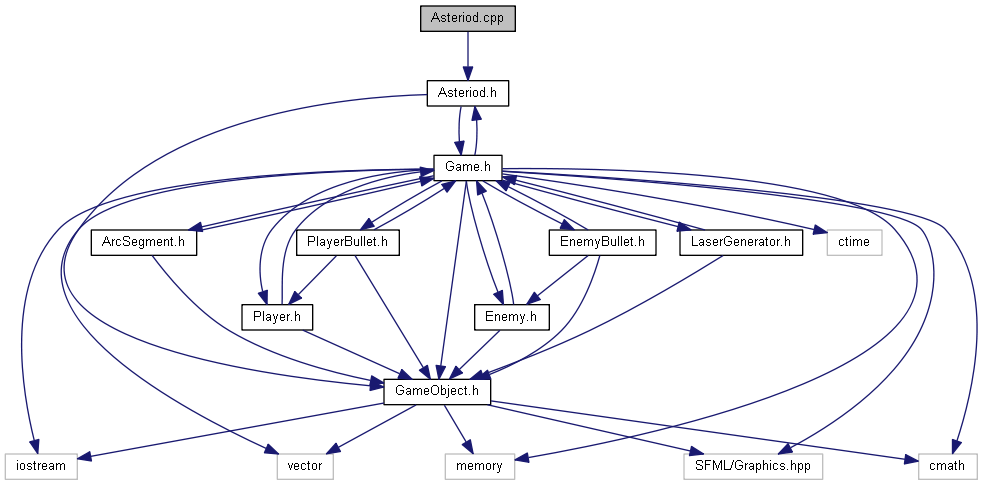 Asteriod.cpp
Asteriod.h
Game.h
ArcSegment.h
PlayerBullet.h
EnemyBullet.h
LaserGenerator.h
ctime
Player.h
Enemy.h
GameObject.h
iostream
vector
memory
SFML/Graphics.hpp
cmath